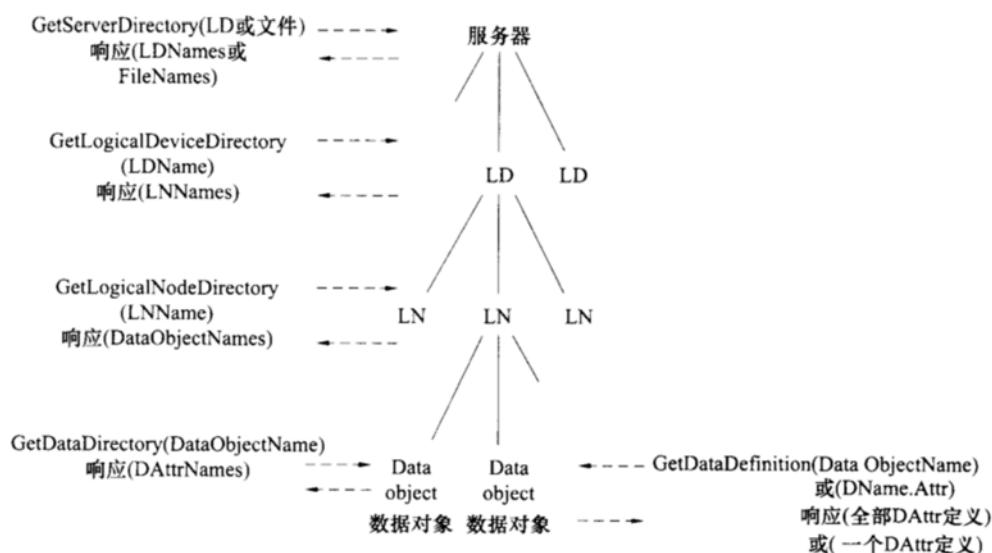 GetServerDirectory(LD或文件)
响应(LDNames或
FileNames)
服务器
GetLogicalDeviceDirectory
(LDName)
响应(LNNames)
LD
LD
GetLogicalNodeDirectory
(LNName)
响应(DataObjectNames)
LN
LN
LN
GetDataDirectory(DataObjectName)
响应(DAttrNames)
Data
object
数据对象
Data
object
数据对象
GetDataDefinition(Data ObjectName)
或(DName.Attr)
响应(全部DAttr定义)
或(一个DAttr定义)